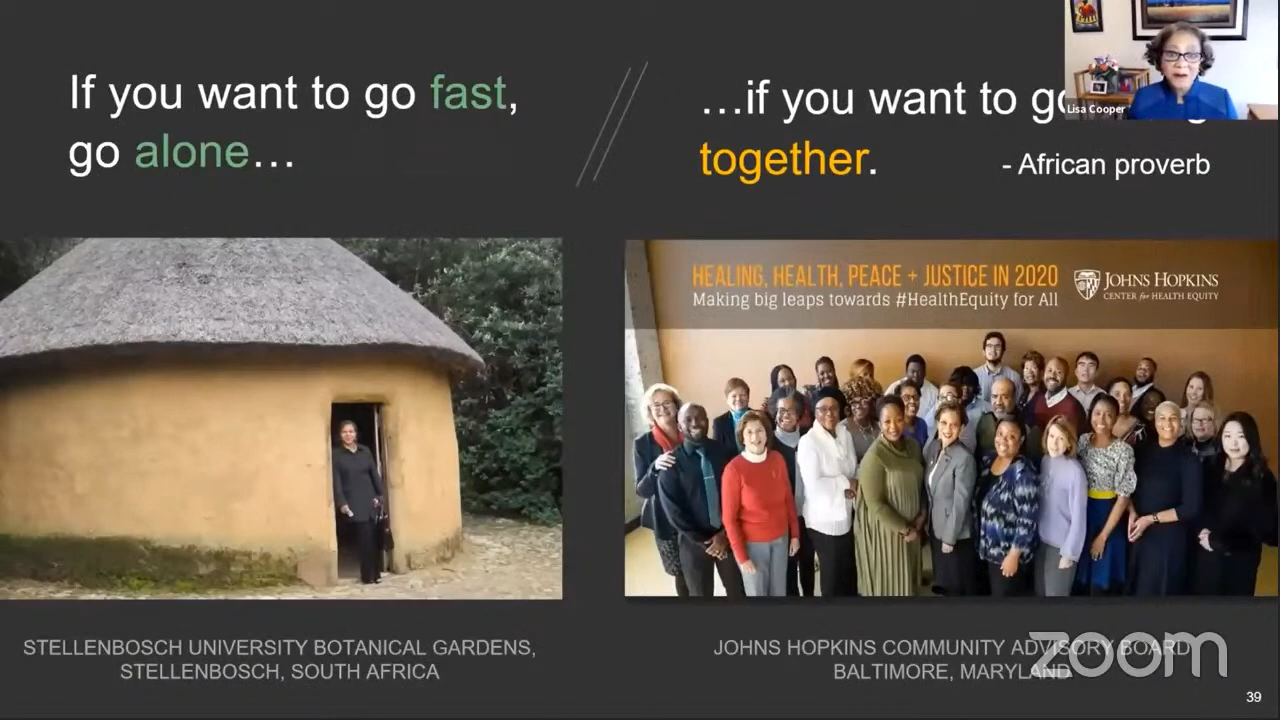 If you want to go fast,
go alone…
…if you want to go
together.
- African proverb
Lisa Cooper
HEALING, HEALTH, PEACE + JUSTICE IN 2020
Making big leaps towards #HealthEquity for All
JOHNS HOPKINS
CENTER for HEALTH EQUITY
STELLENBOSCH UNIVERSITY BOTANICAL GARDENS,
STELLENBOSCH, SOUTH AFRICA
JOHNS HOPKINS COMMUNITY ADVISORY BOARD
BALTIMORE, MARYLAND
zoom
39